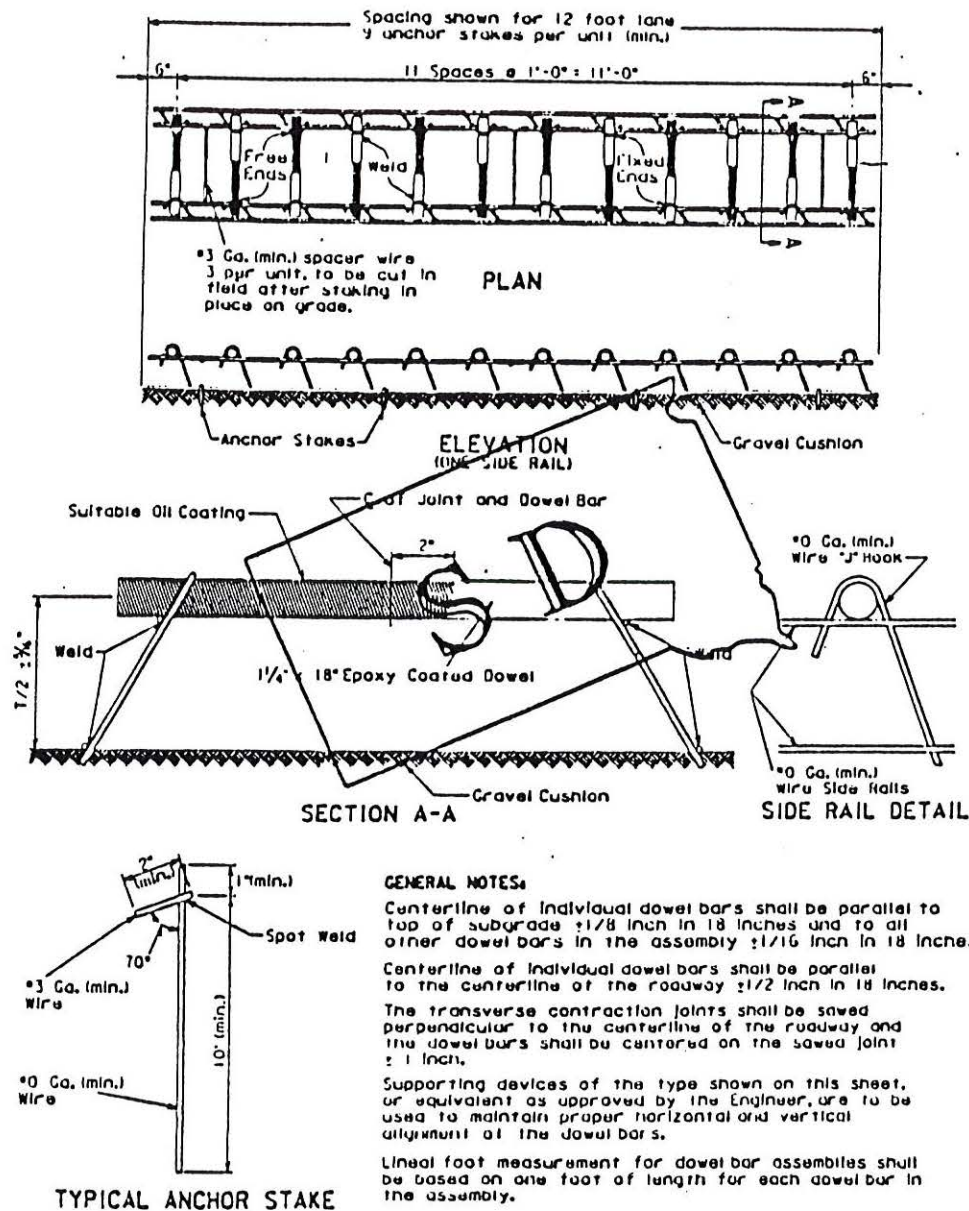 Spacing shown for 12 foot lane
9 anchor stakes per unit (min.)
6" 11 Spaces @ 1'-0" = 11'-0" 6"
A
Free Ends
Weld
Fixed Ends
A
#3 Ga. (min.) spacer wire
3 pur unit, to be cut in
field after staking in
place on grade.
PLAN
Anchor Stakes
ELEVATION
(ONE SIDE RAIL)
Gravel Cushion
Joint and Dowel Bar
Suitable Oil Coating
2"
SD
#0 Ga. (min.)
Wire "J" Hook
Weld
T/2
1 1/4" x 18" Epoxy Coated Dowel
Weld
Gravel Cushion
#0 Ga. (min.)
Wire Side Rails
SECTION A-A
SIDE RAIL DETAIL
2"
(min.)
1" (min.)
Spot Weld
70°
#3 Ga. (min.)
Wire
10" (min.)
#0 Ga. (min.)
Wire
TYPICAL ANCHOR STAKE
GENERAL NOTES:
Centerline of individual dowel bars shall be parallel to
top of subgrade ±1/8 inch in 18 inches and to all
other dowel bars in the assembly ±1/16 inch in 18 inche
Centerline of individual dowel bars shall be parallel
to the centerline of the roadway ±1/2 inch in 18 inches.
The transverse contraction joints shall be sawed
perpendicular to the centerline of the roadway and
the dowel bars shall be centered on the sawed joint
± 1 inch.
Supporting devices of the type shown on this sheet,
or equivalent as approved by the Engineer, are to be
used to maintain proper horizontal and vertical
alignment of the dowel bars.
Lineal foot measurement for dowel bar assemblies shall
be based on one foot of length for each dowel bar in
the assembly.